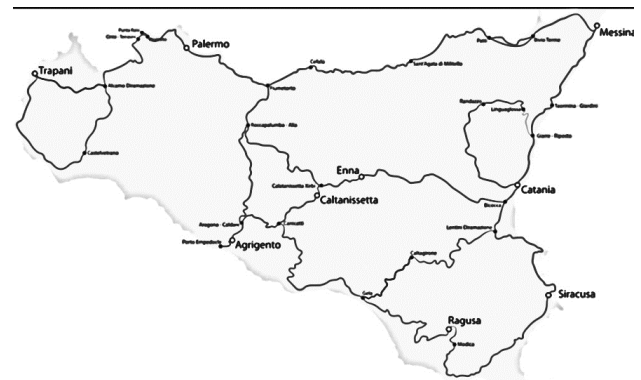 Messina
Palermo
Cefalù
Patti
Sant'Agata di Militello
Trapani
Alcamo Diramazione
Fiumetorto
Randazzo
Linguaglossa
Taormina - Giardini
Roccapalumba - Alia
Giarre - Riposto
Castelvetrano
Enna
Caltanissetta Xirbi
Catania
Caltanissetta
Bicocca
Aragona - Caldare
Canicattì
Lentini Diramazione
Porto Empedocle
Agrigento
Caltagirone
Gela
Siracusa
Ragusa
Modica